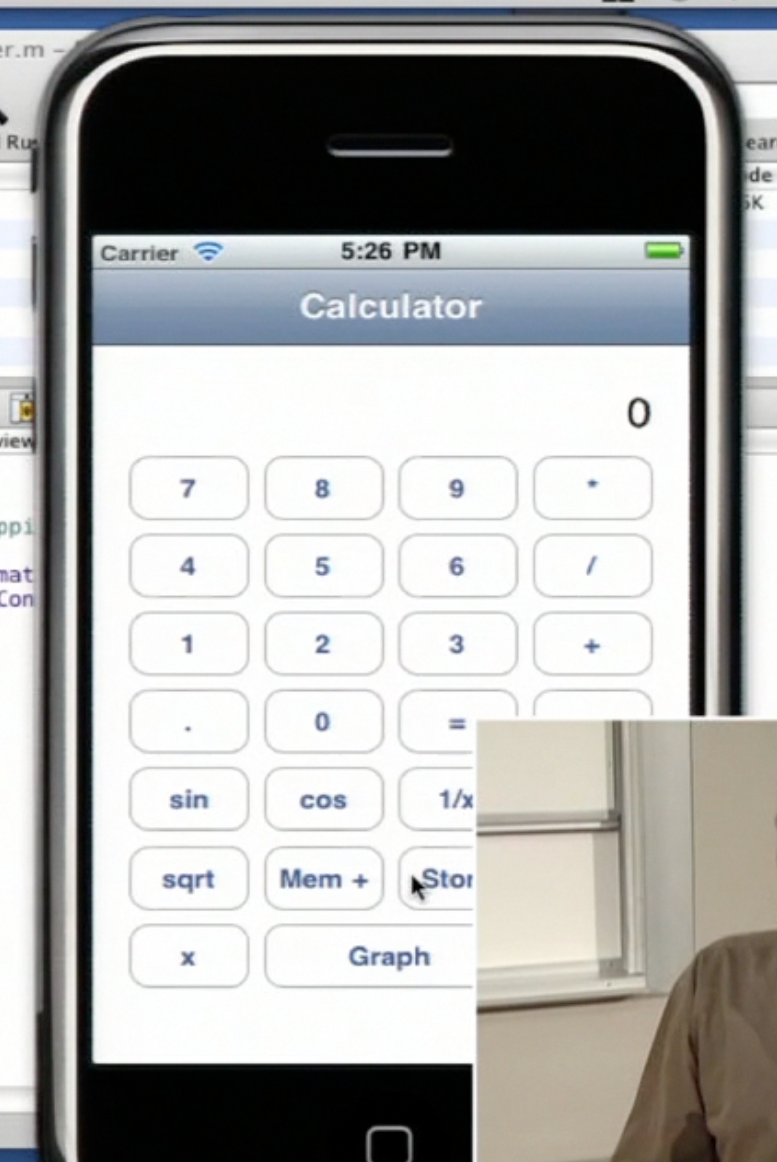 er.m –
Carrier 5:26 PM
Calculator
0
7 8 9 *
4 5 6 /
1 2 3 +
. 0 =
sin cos 1/x
sqrt Mem + Stor
x Graph
Ru
ear
de
view
ppi
mat
Con